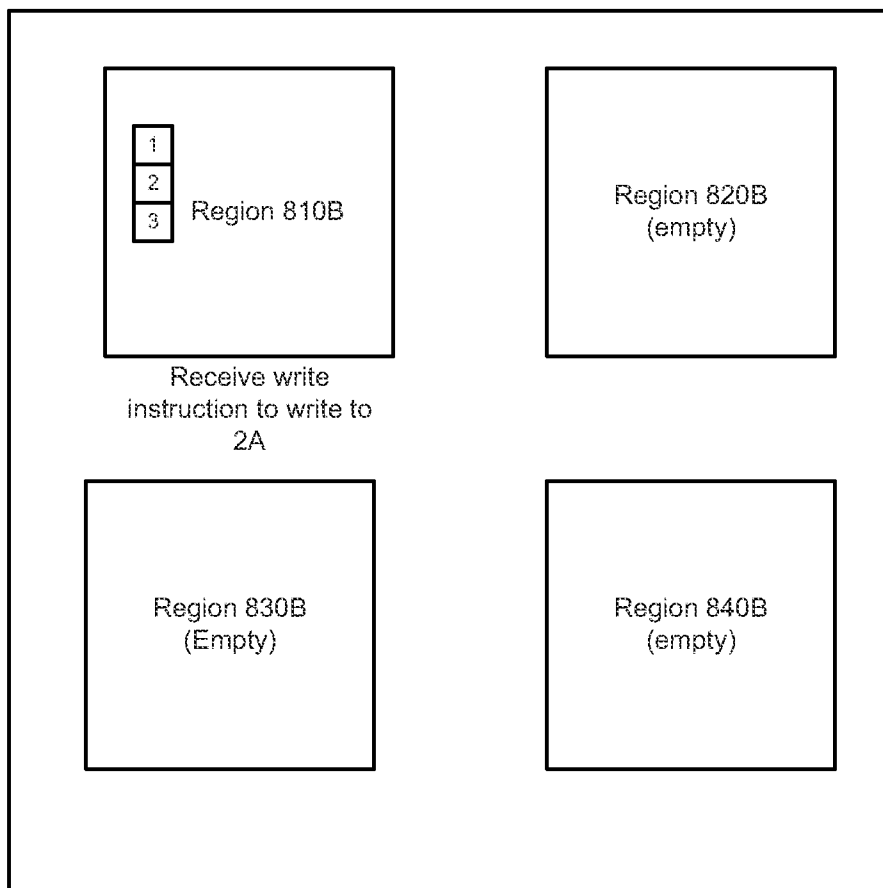 1
2
3
Region 810B
Region 820B
(empty)
Receive write
instruction to write to
2A
Region 830B
(Empty)
Region 840B
(empty)